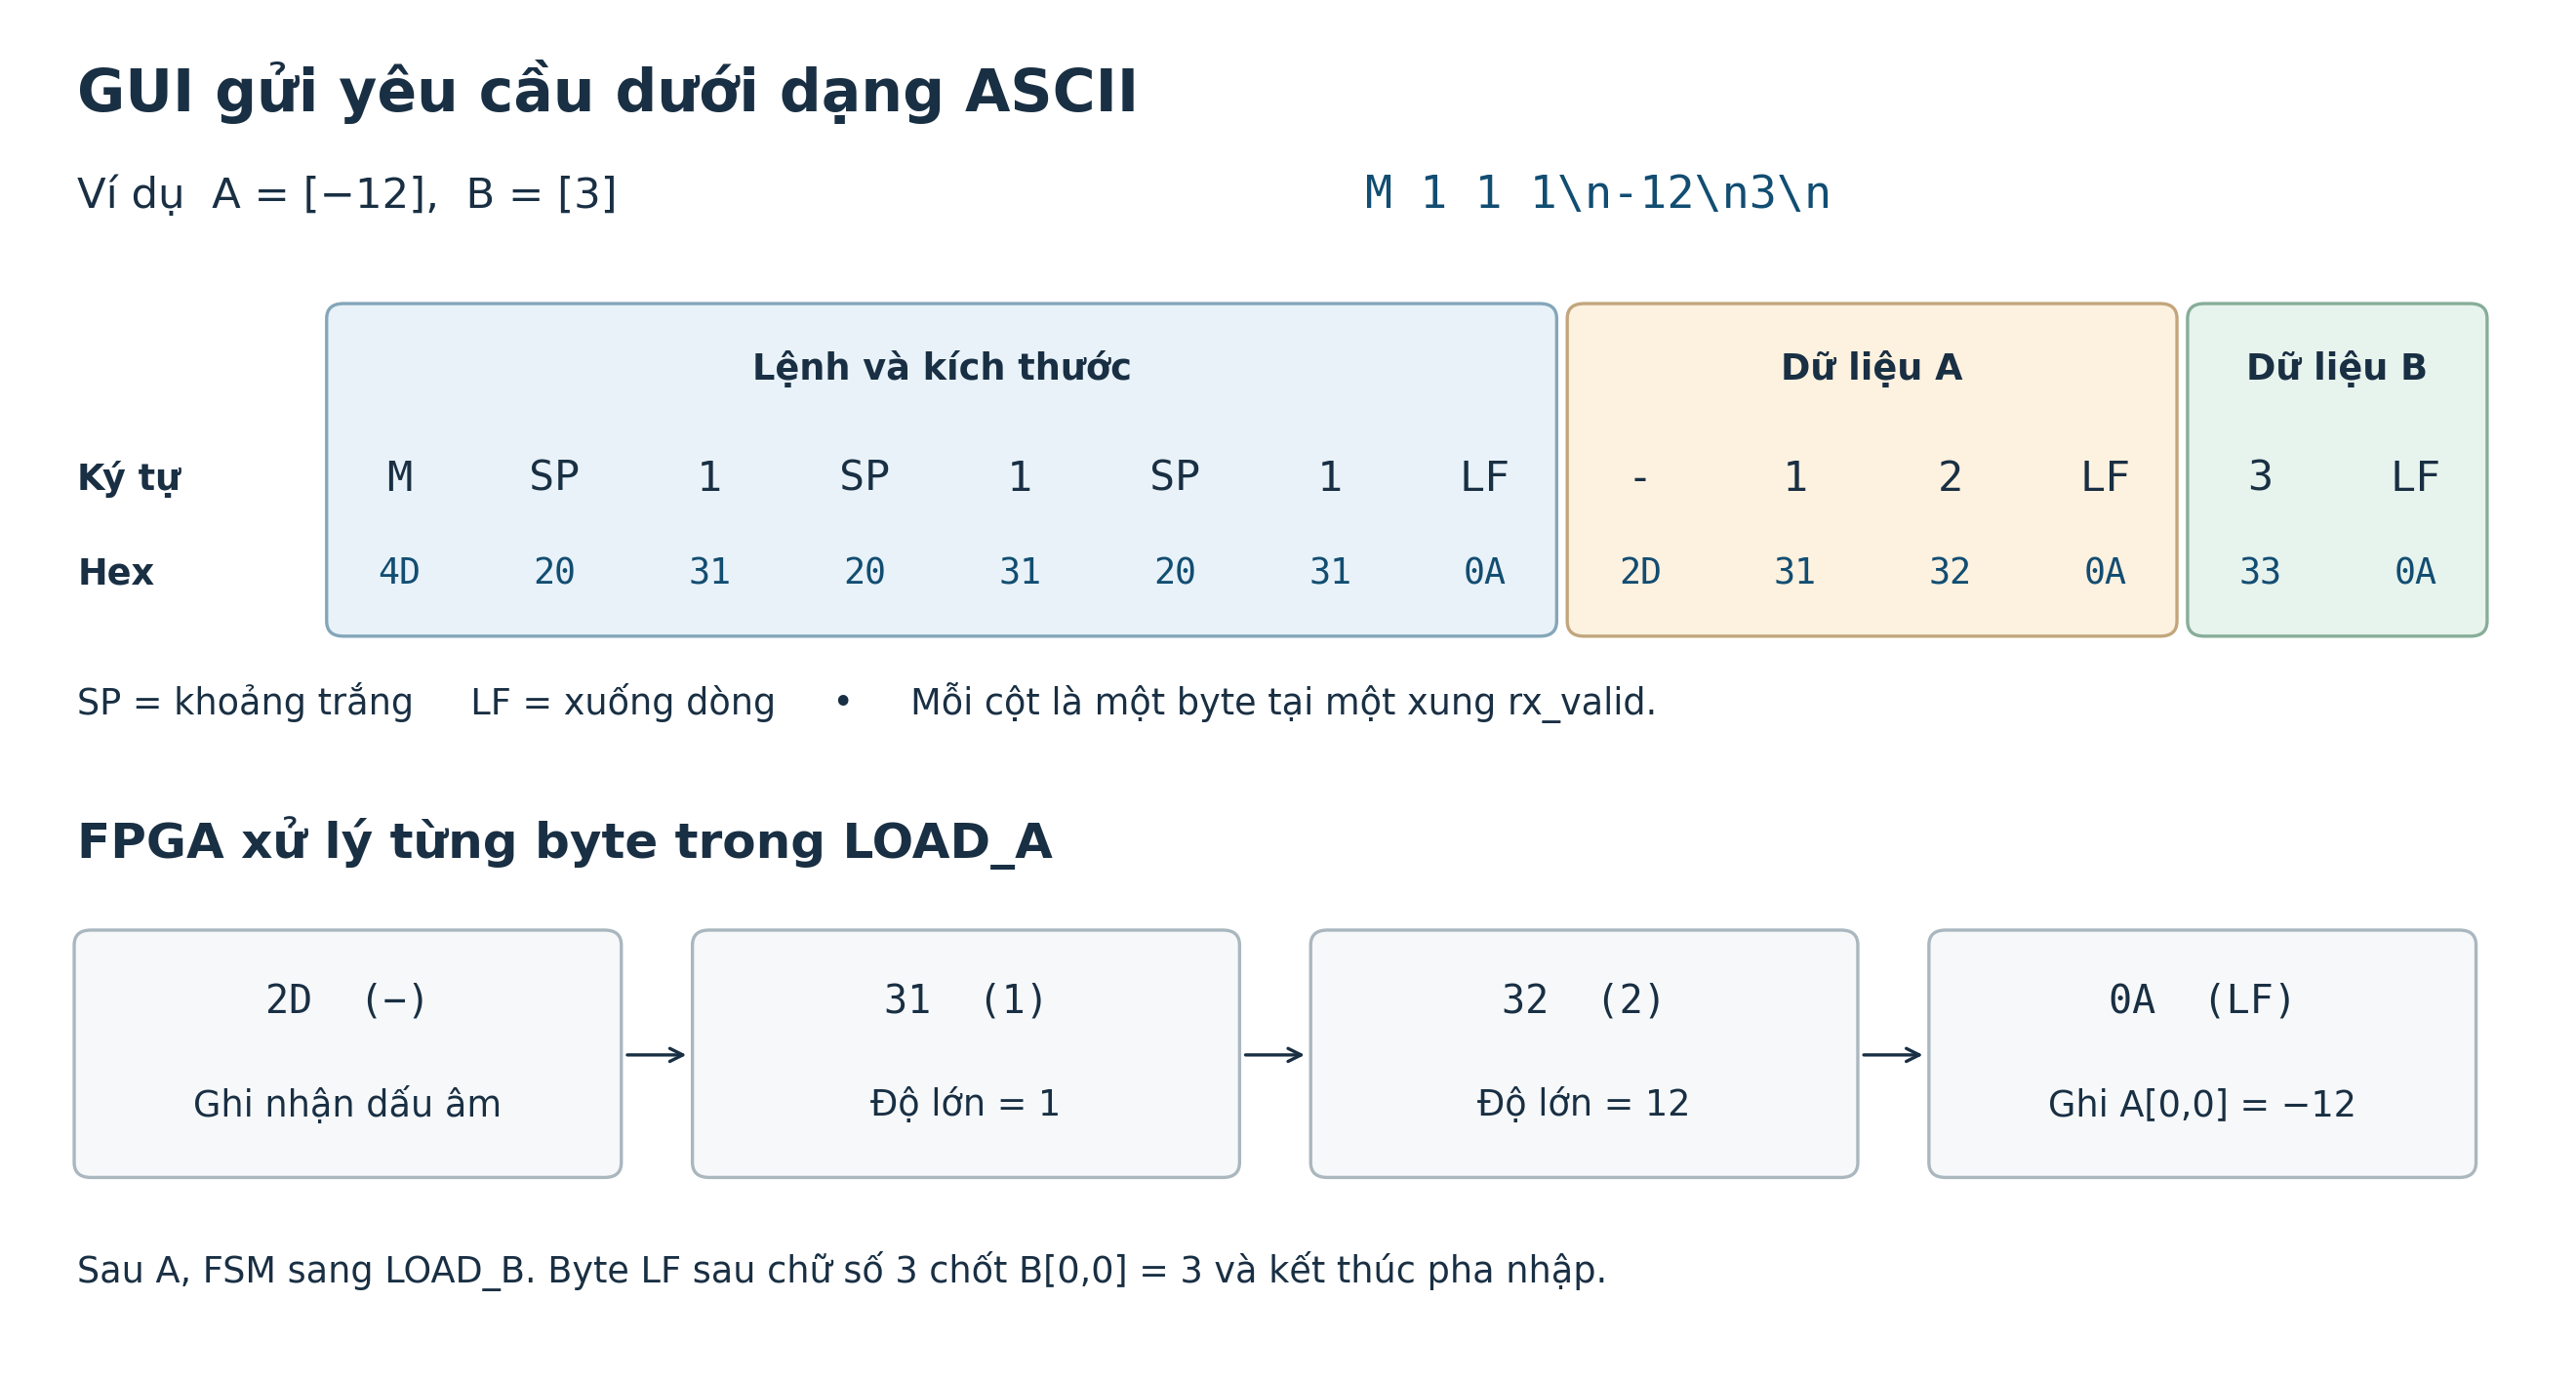 GUI gửi yêu cầu dưới dạng ASCII
Ví dụ  A = [−12],  B = [3]
M 1 1 1\n-12\n3\n
Lệnh và kích thước
Dữ liệu A
Dữ liệu B
Ký tự M SP 1 SP 1 SP 1 LF - 1 2 LF 3 LF
Hex 4D 20 31 20 31 20 31 0A 2D 31 32 0A 33 0A
SP = khoảng trắng LF = xuống dòng • Mỗi cột là một byte tại một xung rx_valid.
FPGA xử lý từng byte trong LOAD_A
2D (−)
Ghi nhận dấu âm
31 (1)
Độ lớn = 1
32 (2)
Độ lớn = 12
0A (LF)
Ghi A[0,0] = −12
Sau A, FSM sang LOAD_B. Byte LF sau chữ số 3 chốt B[0,0] = 3 và kết thúc pha nhập.